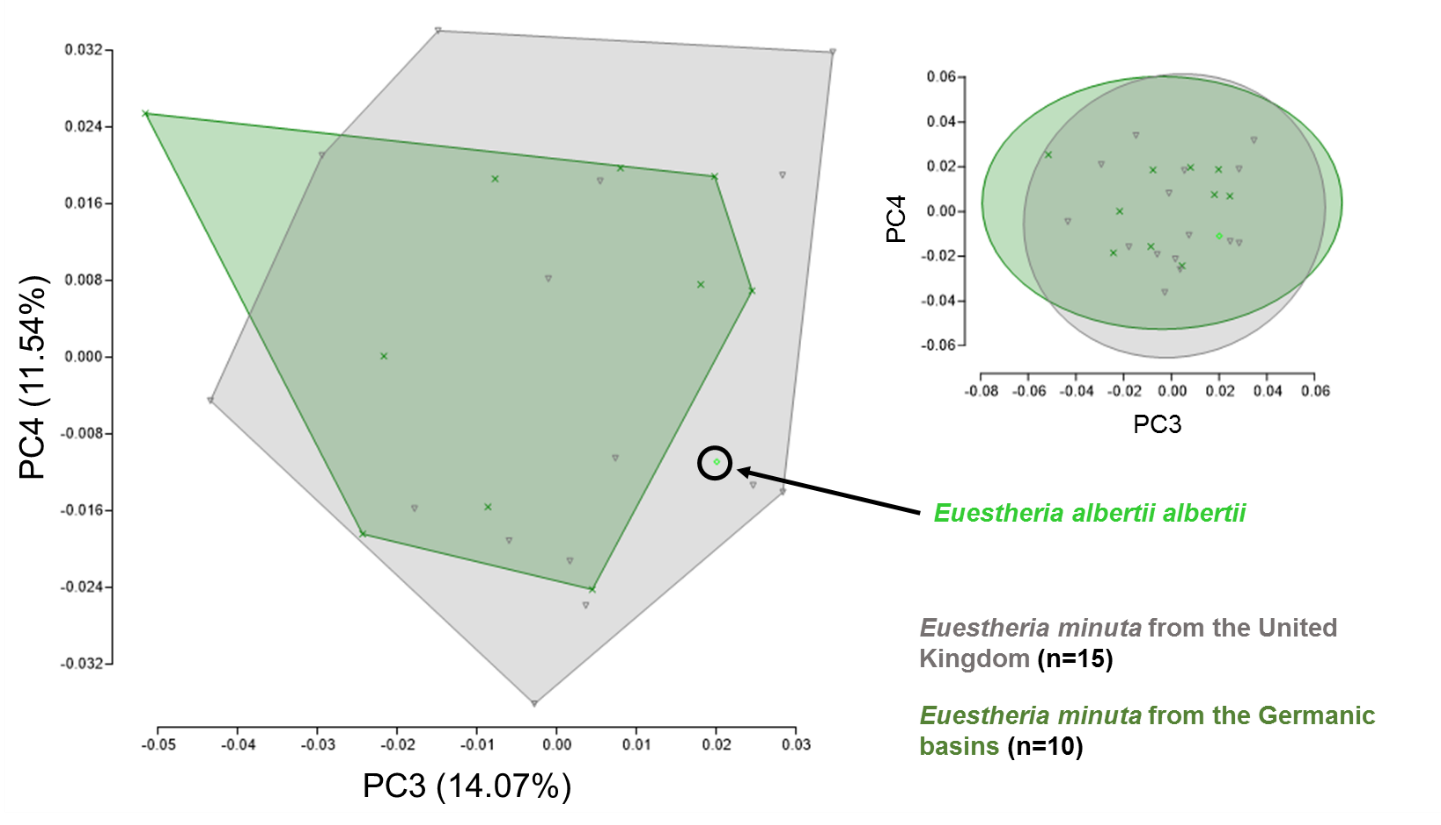 0.032
0.024
0.016
0.008
0.000
-0.008
-0.016
-0.024
-0.032
PC4 (11.54%)
-0.05 -0.04 -0.03 -0.02 -0.01 0.00 0.01 0.02 0.03
PC3 (14.07%)
0.06
0.04
0.02
0.00
-0.02
-0.04
-0.06
PC4
-0.08 -0.06 -0.04 -0.02 0.00 0.02 0.04 0.06
PC3
Euestheria albertii albertii
Euestheria minuta from the United
Kingdom (n=15)
Euestheria minuta from the Germanic
basins (n=10)